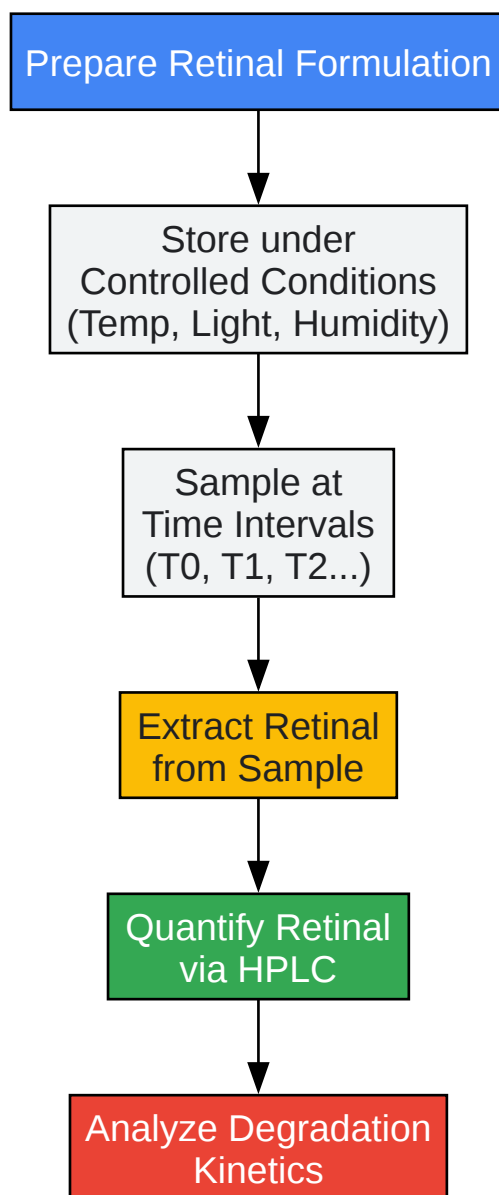 Prepare Retinal Formulation
Store under
Controlled Conditions
(Temp, Light, Humidity)
Sample at
Time Intervals
(T0, T1, T2...)
Extract Retinal
from Sample
Quantify Retinal
via HPLC
Analyze Degradation
Kinetics